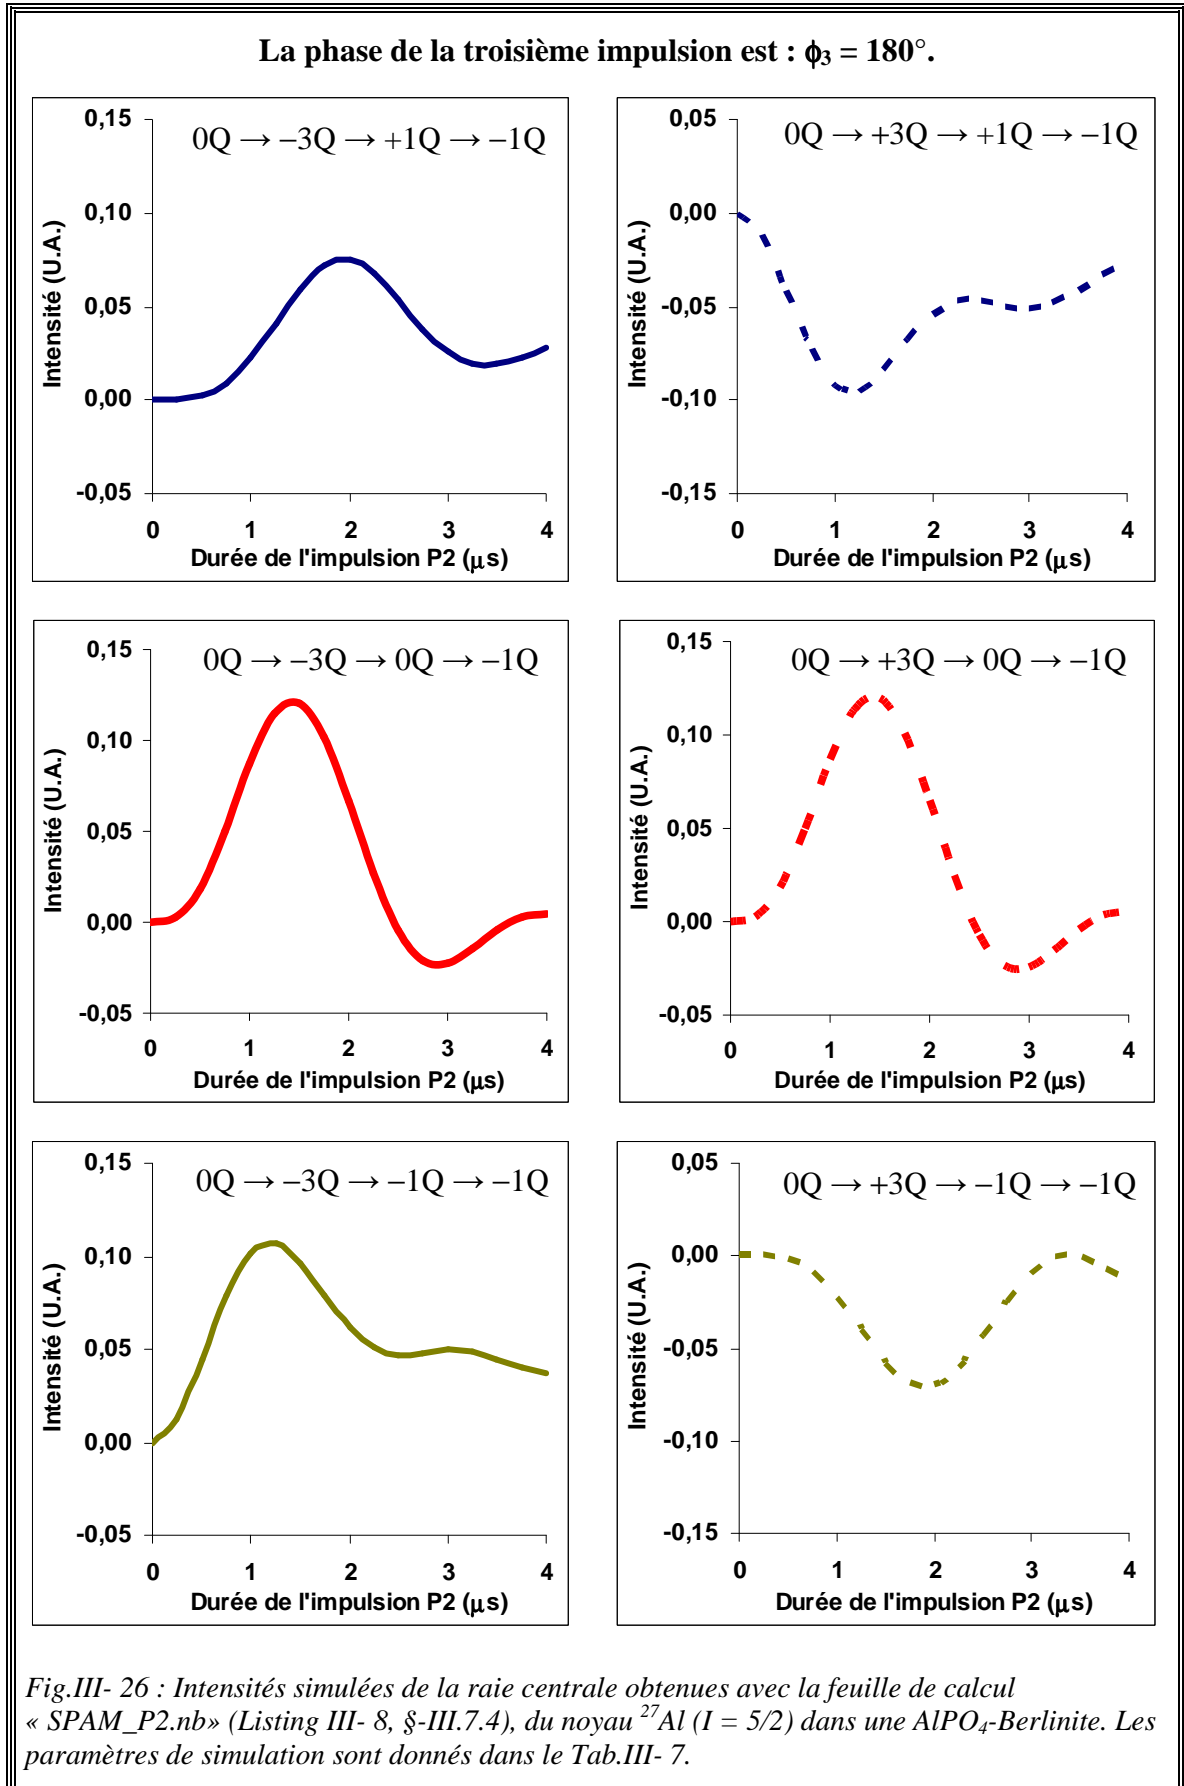 La phase de la troisième impulsion est : ϕ₃ = 180°.
0Q → −3Q → +1Q → −1Q
0,15
0,10
0,05
0,00
-0,05
Intensité (U.A.)
0 1 2 3 4
Durée de l'impulsion P2 (μs)
0Q → +3Q → +1Q → −1Q
0,05
0,00
-0,05
-0,10
-0,15
Intensité (U.A.)
0 1 2 3 4
Durée de l'impulsion P2 (μs)
0Q → −3Q → 0Q → −1Q
0,15
0,10
0,05
0,00
-0,05
Intensité (U.A.)
0 1 2 3 4
Durée de l'impulsion P2 (μs)
0Q → +3Q → 0Q → −1Q
0,15
0,10
0,05
0,00
-0,05
Intensité (U.A.)
0 1 2 3 4
Durée de l'impulsion P2 (μs)
0Q → −3Q → −1Q → −1Q
0,15
0,10
0,05
0,00
-0,05
Intensité (U.A.)
0 1 2 3 4
Durée de l'impulsion P2 (μs)
0Q → +3Q → −1Q → −1Q
0,05
0,00
-0,05
-0,10
-0,15
Intensité (U.A.)
0 1 2 3 4
Durée de l'impulsion P2 (μs)
Fig.III- 26 : Intensités simulées de la raie centrale obtenues avec la feuille de calcul
« SPAM_P2.nb» (Listing III- 8, §-III.7.4), du noyau ²⁷Al (I = 5/2) dans une AlPO₄-Berlinite. Les
paramètres de simulation sont donnés dans le Tab.III- 7.